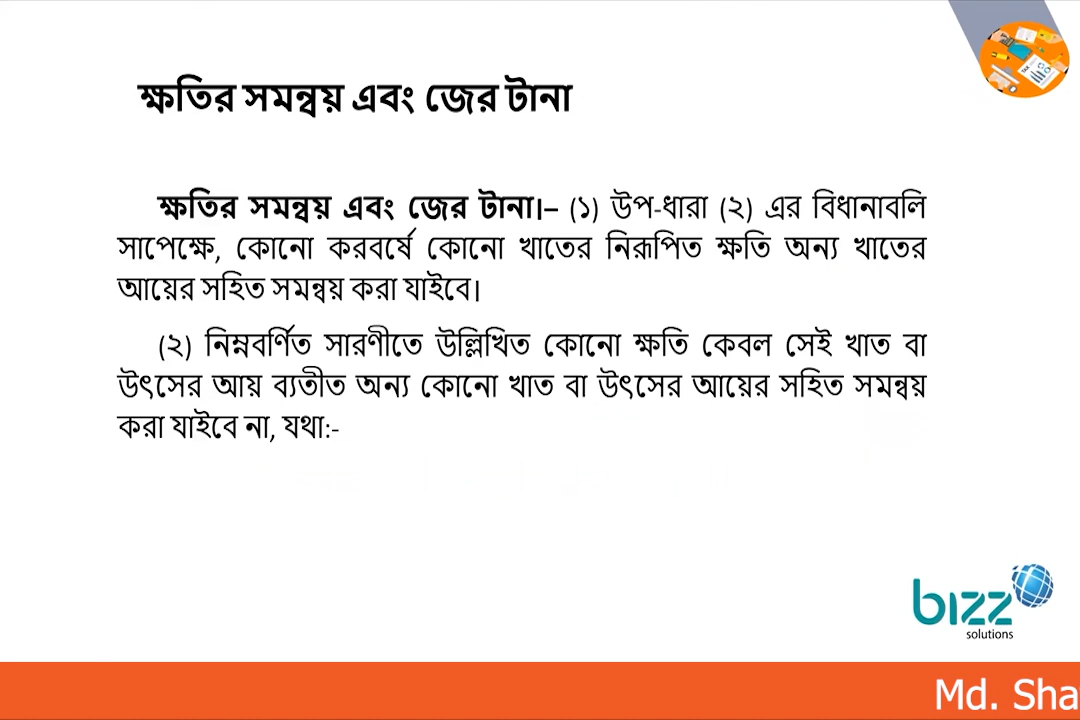 ক্ষতির সমন্বয় এবং জের টানা
ক্ষতির সমন্বয় এবং জের টানা।– (১) উপ-ধারা (২) এর বিধানাবলি
সাপেক্ষে, কোনো করবর্ষে কোনো খাতের নিরূপিত ক্ষতি অন্য খাতের
আয়ের সহিত সমন্বয় করা যাইবে।
(২) নিম্নবর্ণিত সারণীতে উল্লিখিত কোনো ক্ষতি কেবল সেই খাত বা
উৎসের আয় ব্যতীত অন্য কোনো খাত বা উৎসের আয়ের সহিত সমন্বয়
করা যাইবে না, যথা:-
bizz
solutions
Md. Sha